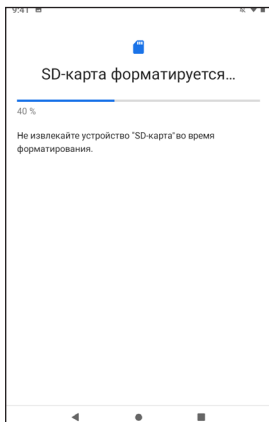 9:41
SD-карта форматируется...
40 %
Не извлекайте устройство "SD-карта" во время
форматирования.